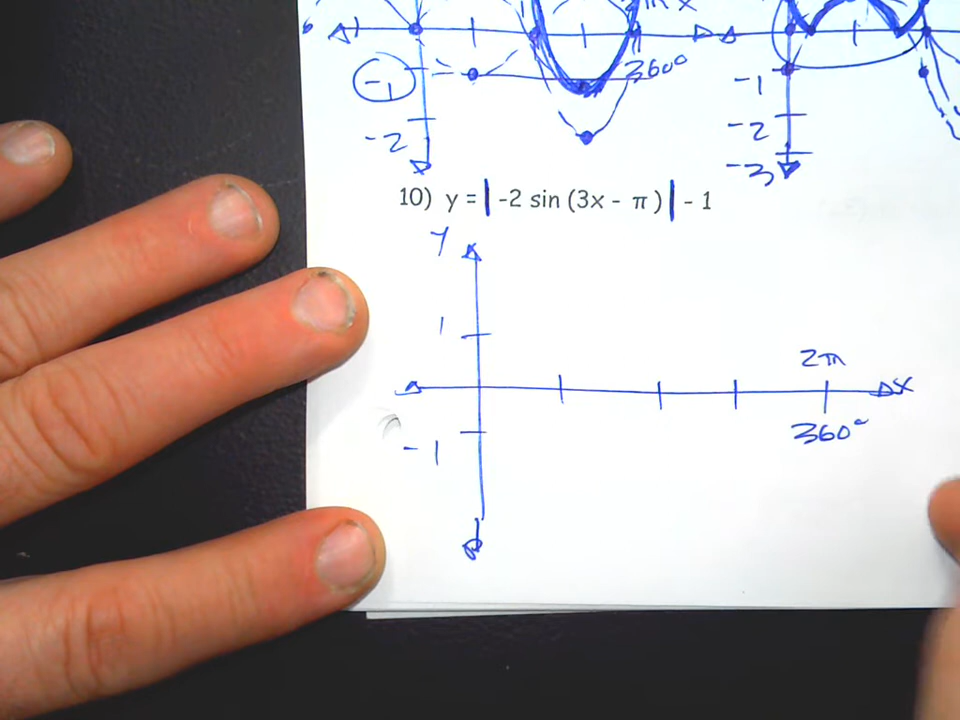 π x
-1
360°
-2
-1
-2
-3
10) y = | -2 sin (3x - π ) | - 1
y
1
2π
x
360°
-1